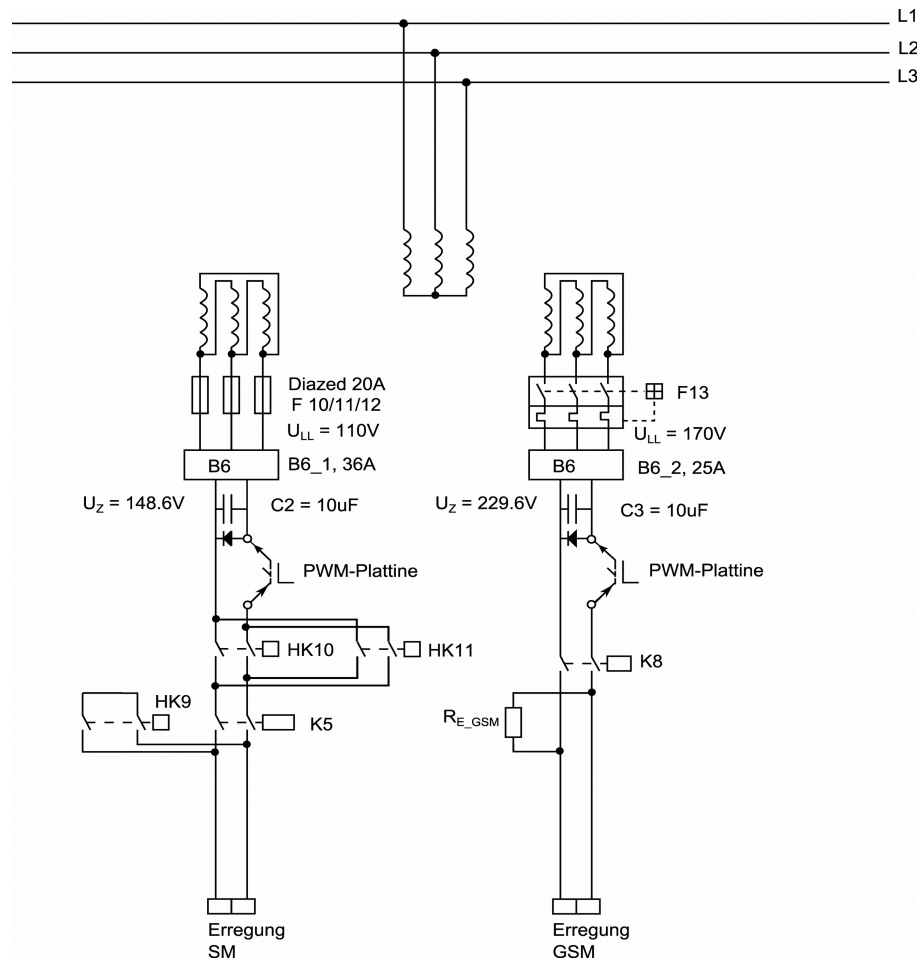 L1
L2
L3
Diazed 20A
F 10/11/12
U_LL = 110V
F13
U_LL = 170V
B6
B6_1, 36A
B6
B6_2, 25A
U_Z = 148.6V
C2 = 10uF
U_Z = 229.6V
C3 = 10uF
PWM-Plattine
PWM-Plattine
HK10
HK11
K8
HK9
K5
R_E_GSM
Erregung
SM
Erregung
GSM